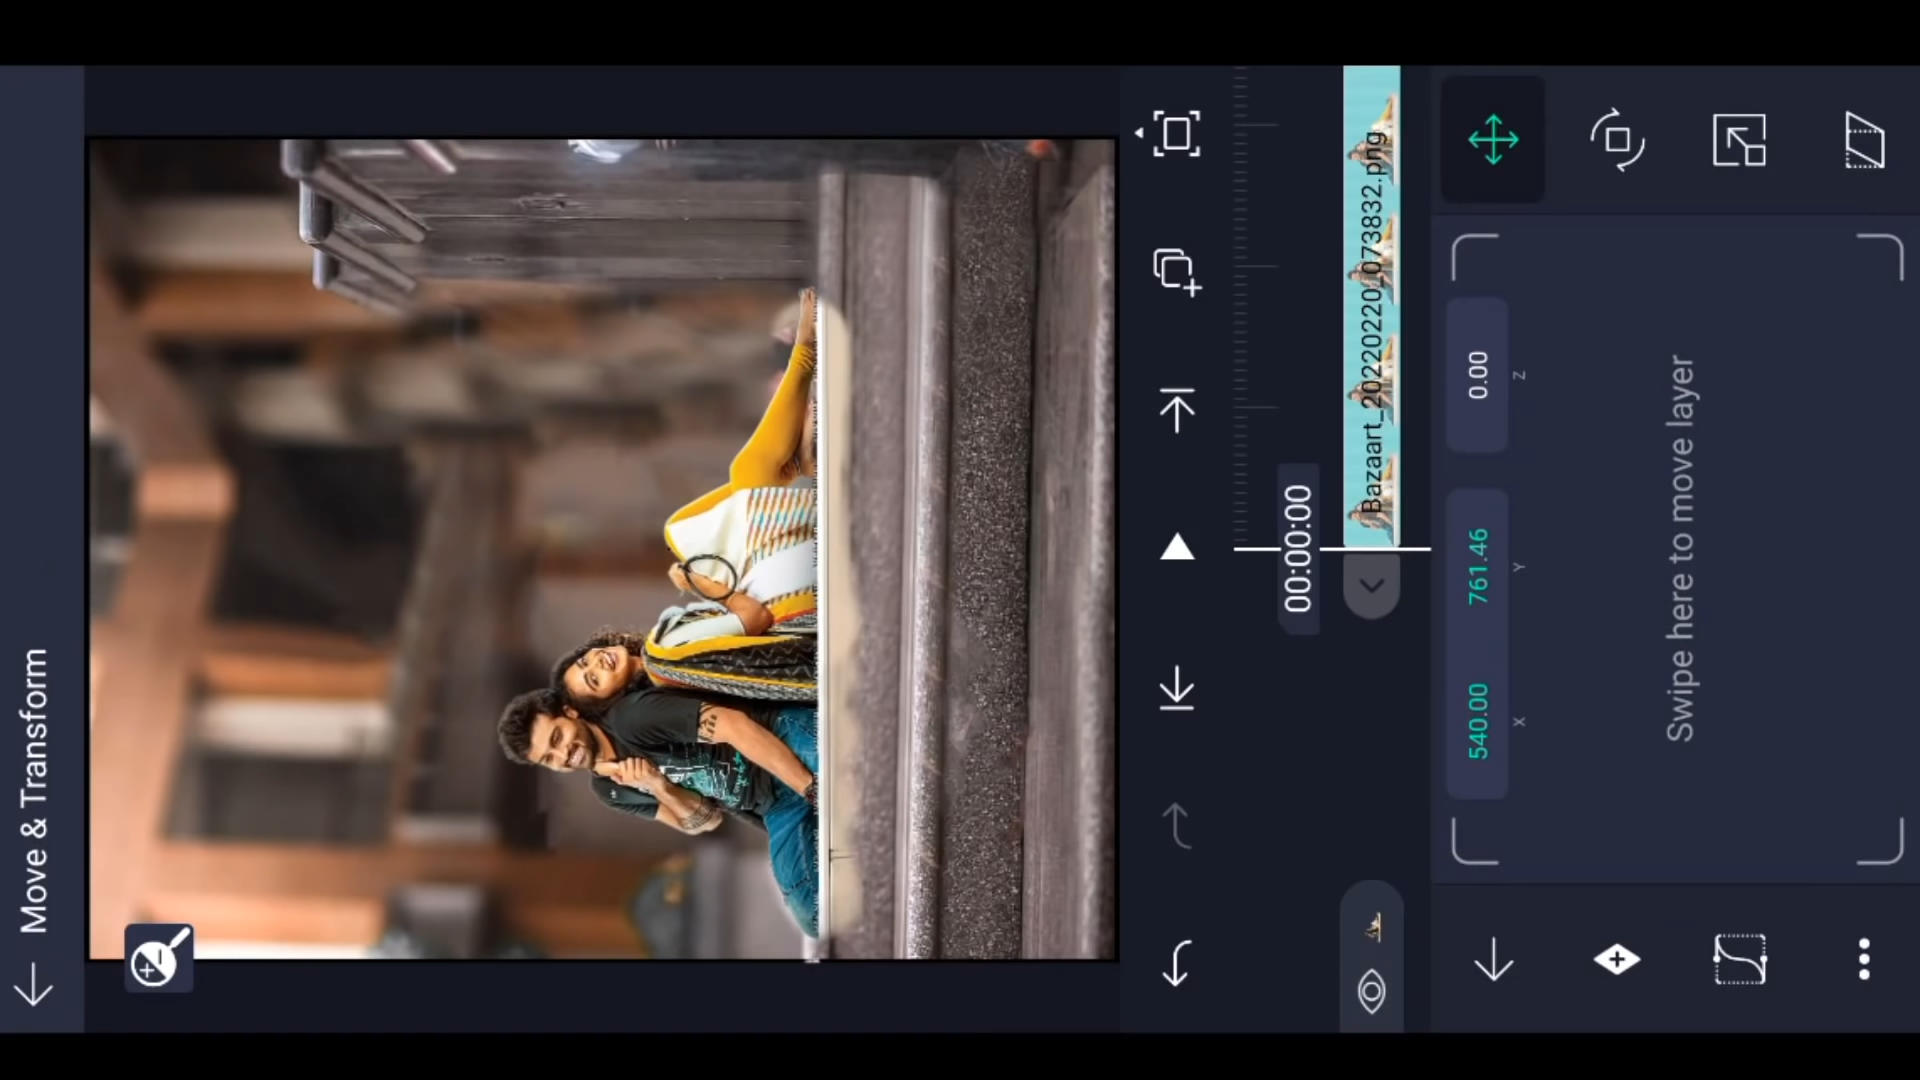 Move & Transform
00:00:00
Bazaart_20220220_073832.png
540.00 761.46 0.00
X Y Z
Swipe here to move layer